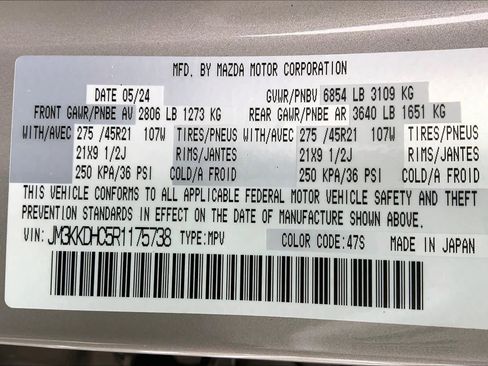 MFD. BY MAZDA MOTOR CORPORATION
DATE 05/24 GVWR/PNBV 6854 LB 3109 KG
FRONT GAWR/PNBE AV 2806 LB 1273 KG REAR GAWR/PNBE AR 3640 LB 1651 KG
WITH/AVEC 275 /45R21 107W TIRES/PNEUS WITH/AVEC 275 /45R21 107W TIRES/PNEUS
21X9 1/2J RIMS/JANTES 21X9 1/2J RIMS/JANTES
250 KPA/36 PSI COLD/A FROID 250 KPA/36 PSI COLD/A FROID
THIS VEHICLE CONFORMS TO ALL APPLICABLE FEDERAL MOTOR VEHICLE SAFETY AND THEFT
PREVENTION STANDARDS IN EFFECT ON THE DATE OF MANUFACTURE SHOWN ABOVE.
VIN: JM3KKDHC5R1175738 TYPE:MPV COLOR CODE:47S MADE IN JAPAN